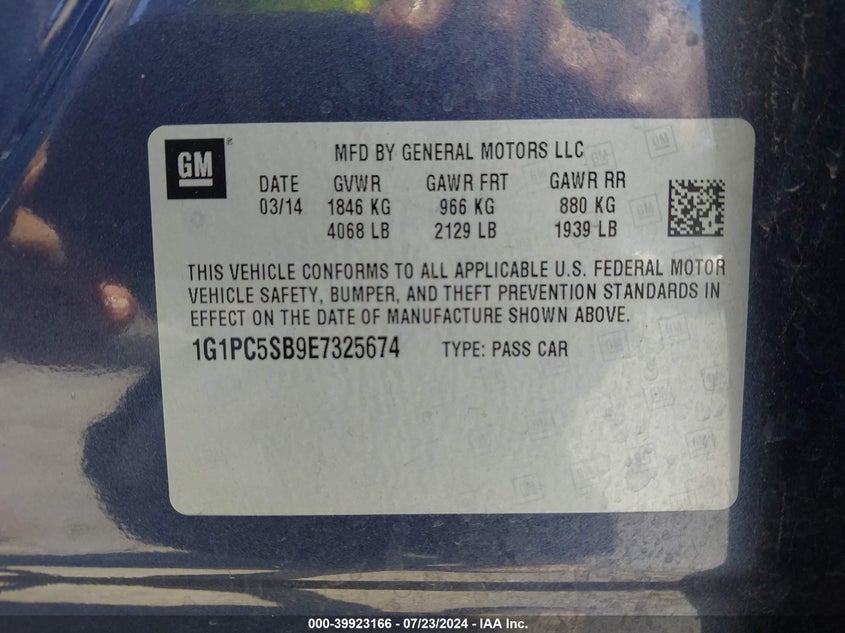 GM
MFD BY GENERAL MOTORS LLC
DATE GVWR GAWR FRT GAWR RR
03/14 1846 KG 966 KG 880 KG
4068 LB 2129 LB 1939 LB
THIS VEHICLE CONFORMS TO ALL APPLICABLE U.S. FEDERAL MOTOR
VEHICLE SAFETY, BUMPER, AND THEFT PREVENTION STANDARDS IN
EFFECT ON THE DATE OF MANUFACTURE SHOWN ABOVE.
1G1PC5SB9E7325674 TYPE: PASS CAR
000-39923166 - 07/23/2024 - IAA Inc.